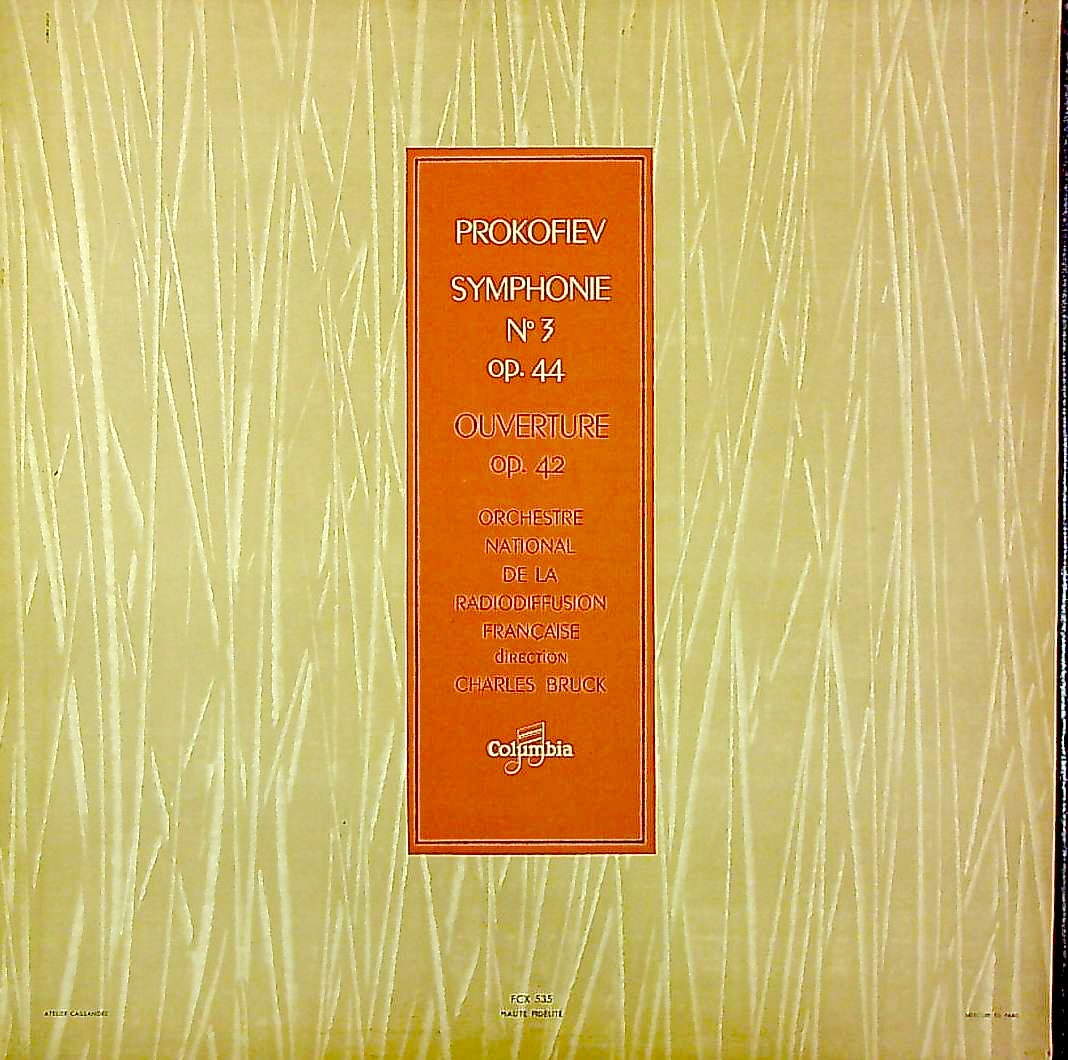 PROKOFIEV
SYMPHONIE
Nº 3
op. 44
OUVERTURE
op. 42
ORCHESTRE
NATIONAL
DE LA
RADIODIFFUSION
FRANÇAISE
diRECTiON
CHARLES BRUCK
Columbia
FCX 535
HAUTE FIDÉLITÉ
ATELIER CASSANDRE